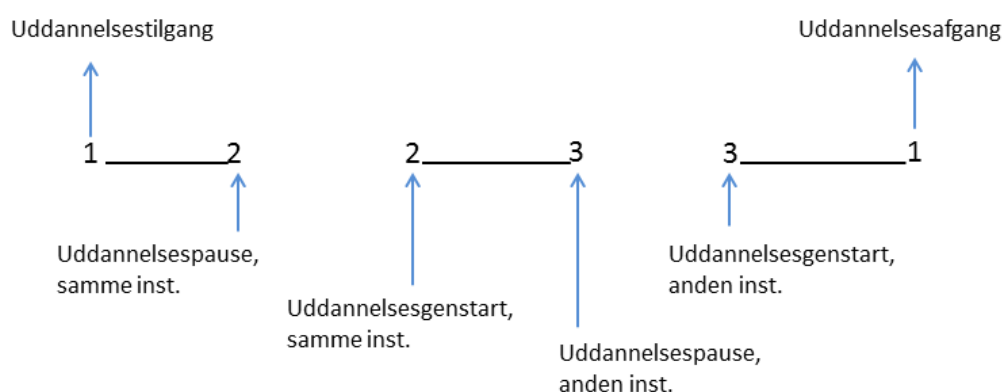 Uddannelsestilgang
Uddannelsesafgang
1 2 2 3 3 1
Uddannelsespause,
samme inst.
Uddannelsesgenstart,
samme inst.
Uddannelsespause,
anden inst.
Uddannelsesgenstart,
anden inst.